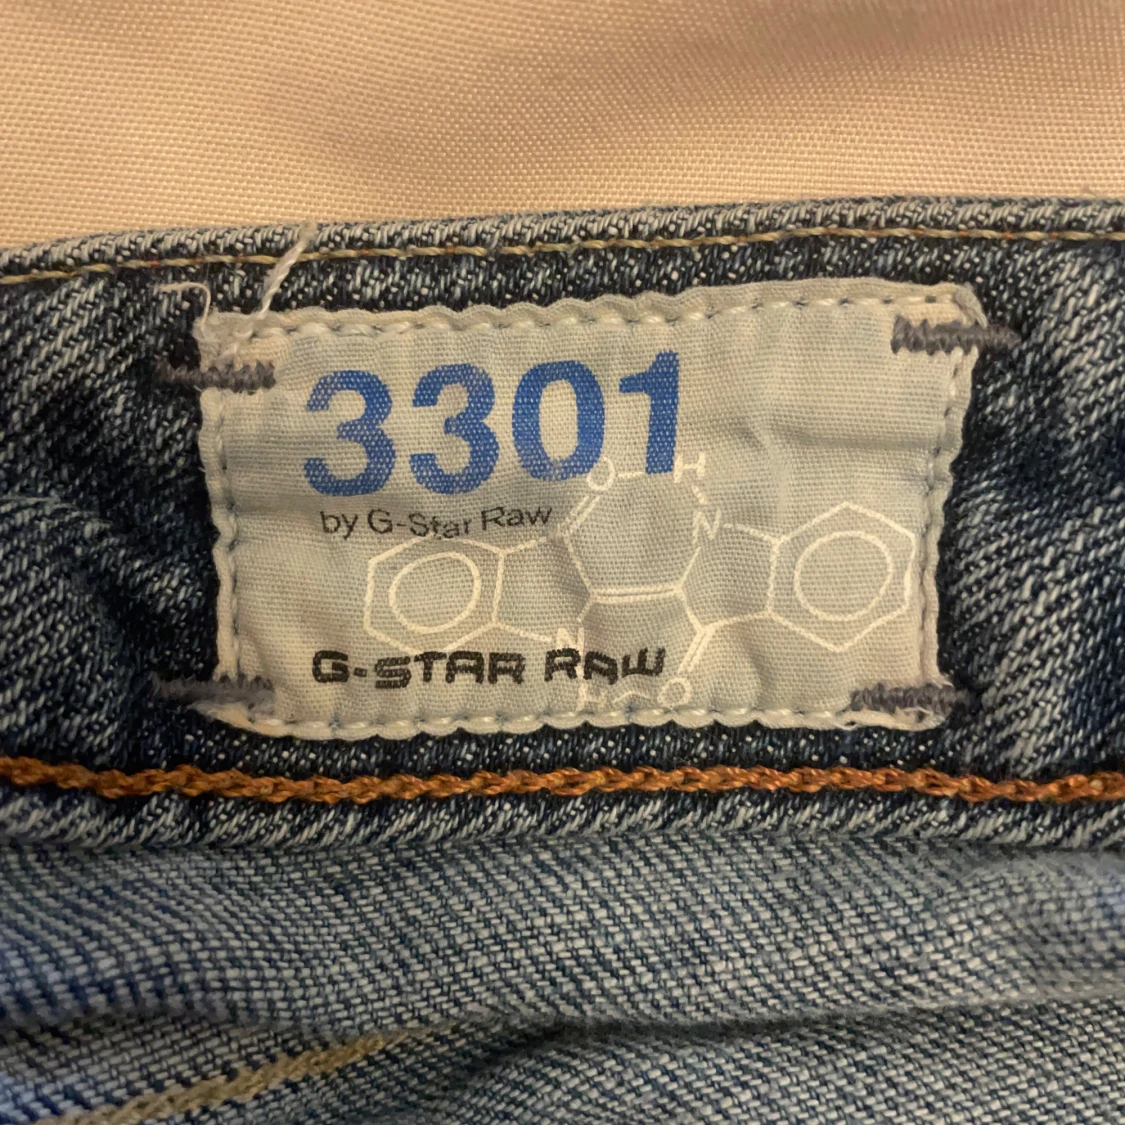 3301
by G-Star Raw
O H
N
N
G-STAR RAW
H O